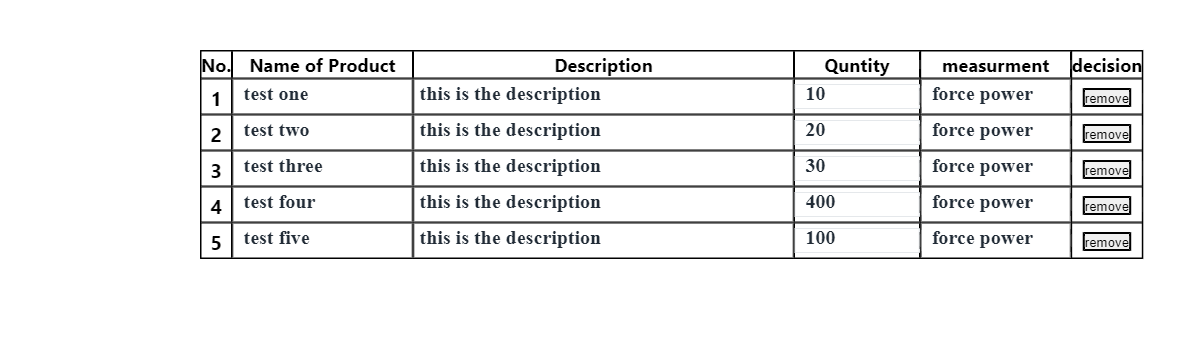 No. Name of Product Description Quntity measurment decision
1 test one this is the description 10 force power remove
2 test two this is the description 20 force power remove
3 test three this is the description 30 force power remove
4 test four this is the description 400 force power remove
5 test five this is the description 100 force power remove